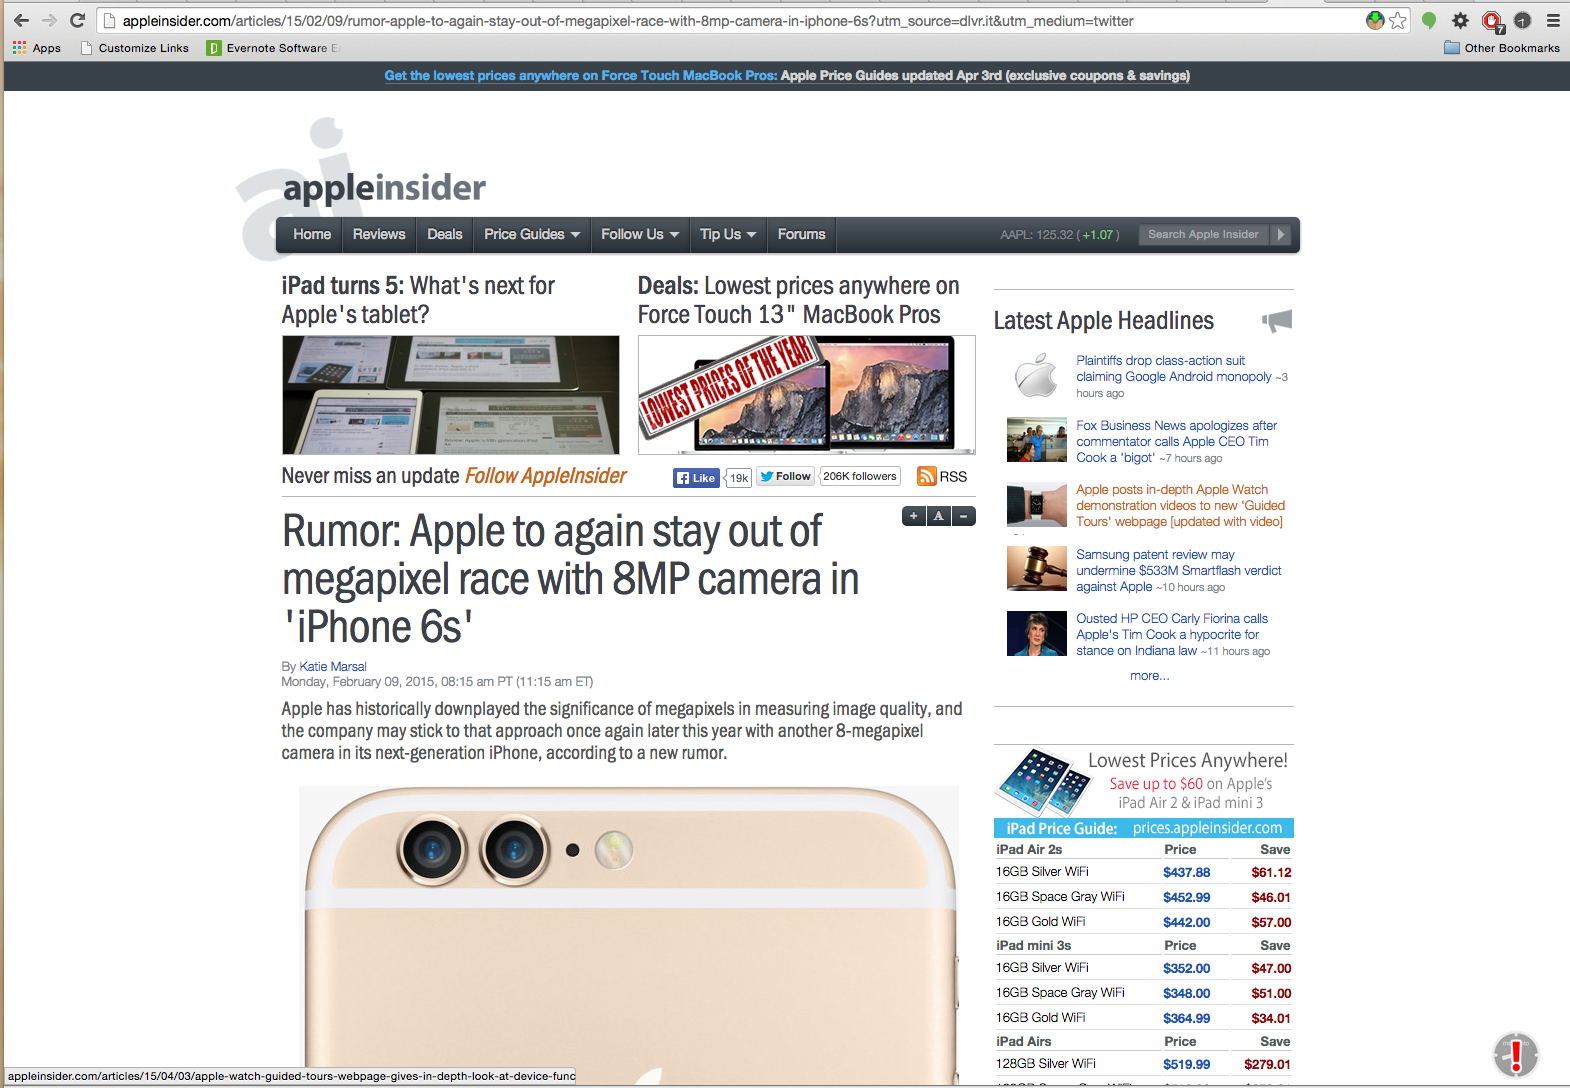 appleinsider.com/articles/15/02/09/rumor-apple-to-again-stay-out-of-megapixel-race-with-8mp-camera-in-iphone-6s?utm_source=dlvr.it&utm_medium=twitter
7
Apps
Customize Links
Evernote Software E
Other Bookmarks
Get the lowest prices anywhere on Force Touch MacBook Pros: Apple Price Guides updated Apr 3rd (exclusive coupons & savings)
ai
appleinsider
Home
Reviews
Deals
Price Guides
Follow Us
Tip Us
Forums
AAPL: 125.32 ( +1.07 )
Search Apple Insider
iPad turns 5: What's next for
Apple's tablet?
Deals: Lowest prices anywhere on
Force Touch 13" MacBook Pros
LOWEST PRICES OF THE YEAR
Never miss an update Follow AppleInsider
Like
19k
Follow
206K followers
RSS
Rumor: Apple to again stay out of
megapixel race with 8MP camera in
'iPhone 6s'
+ A −
By Katie Marsal
Monday, February 09, 2015, 08:15 am PT (11:15 am ET)
Apple has historically downplayed the significance of megapixels in measuring image quality, and
the company may stick to that approach once again later this year with another 8-megapixel
camera in its next-generation iPhone, according to a new rumor.
Latest Apple Headlines
Plaintiffs drop class-action suit
claiming Google Android monopoly ~3
hours ago
Fox Business News apologizes after
commentator calls Apple CEO Tim
Cook a 'bigot' ~7 hours ago
Apple posts in-depth Apple Watch
demonstration videos to new 'Guided
Tours' webpage [updated with video]
Samsung patent review may
undermine $533M Smartflash verdict
against Apple ~10 hours ago
Ousted HP CEO Carly Fiorina calls
Apple's Tim Cook a hypocrite for
stance on Indiana law ~11 hours ago
more...
Lowest Prices Anywhere!
Save up to $60 on Apple's
iPad Air 2 & iPad mini 3
iPad Price Guide: prices.appleinsider.com
iPad Air 2s Price Save
16GB Silver WiFi $437.88 $61.12
16GB Space Gray WiFi $452.99 $46.01
16GB Gold WiFi $442.00 $57.00
iPad mini 3s Price Save
16GB Silver WiFi $352.00 $47.00
16GB Space Gray WiFi $348.00 $51.00
16GB Gold WiFi $364.99 $34.01
iPad Airs Price Save
128GB Silver WiFi $519.99 $279.01
appleinsider.com/articles/15/04/03/apple-watch-guided-tours-webpage-gives-in-depth-look-at-device-func